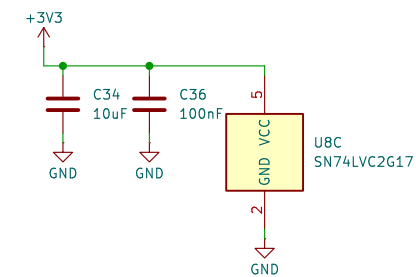 +3V3
C34
10uF
C36
100nF
5
VCC
GND
U8C
SN74LVC2G17
2
GND
GND
GND